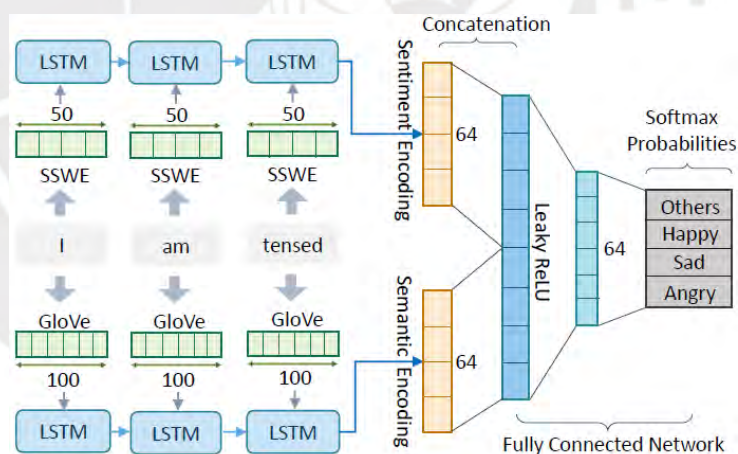 Concatenation
LSTM LSTM LSTM
50 50 50
SSWE SSWE SSWE
I am tensed
GloVe GloVe GloVe
100 100 100
LSTM LSTM LSTM
Sentiment Encoding
64
Semantic Encoding
64
Leaky ReLU
64
Softmax
Probabilities
Others
Happy
Sad
Angry
Fully Connected Network